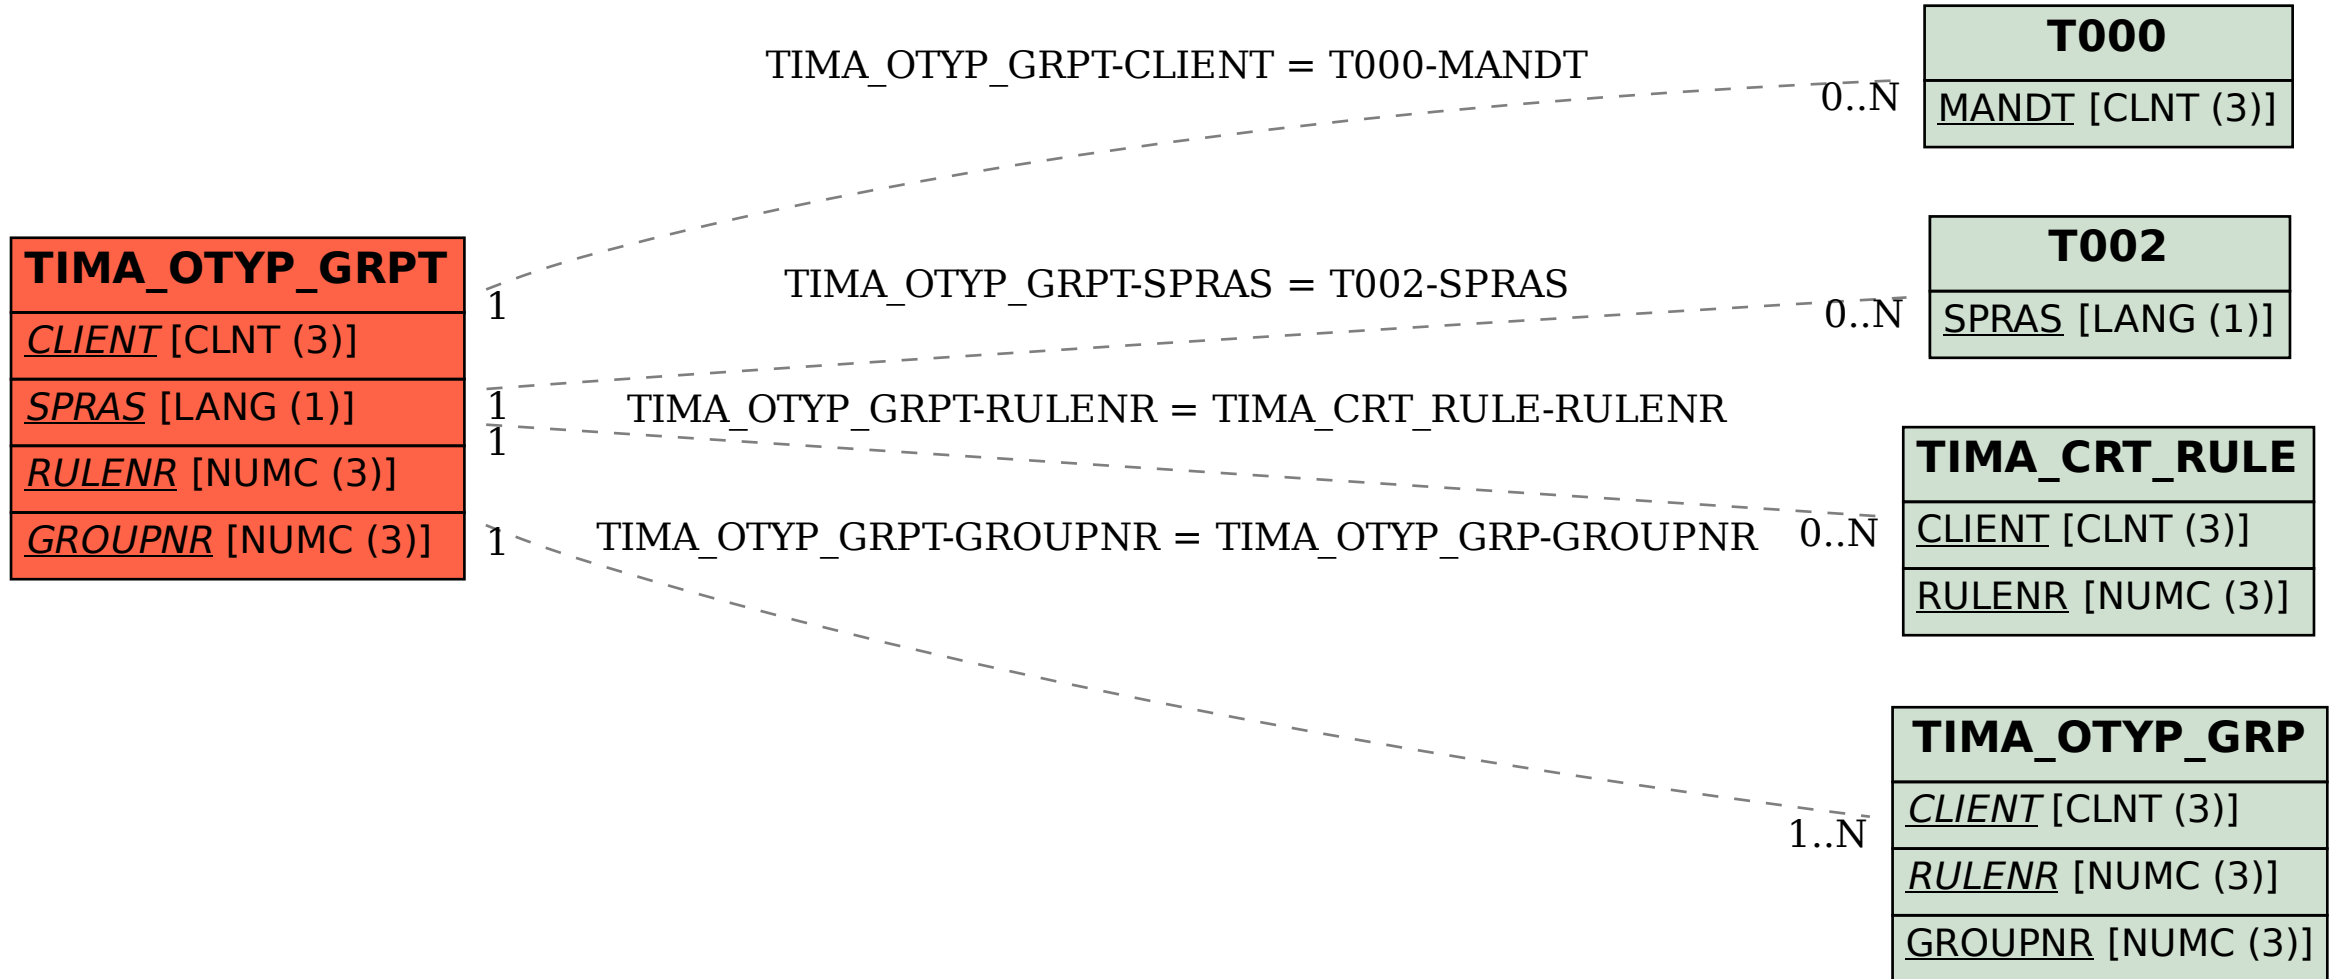 TIMA_OTYP_GRPT
CLIENT [CLNT (3)]
SPRAS [LANG (1)]
RULENR [NUMC (3)]
GROUPNR [NUMC (3)]
TIMA_OTYP_GRPT-CLIENT = T000-MANDT
1
0..N
TIMA_OTYP_GRPT-SPRAS = T002-SPRAS
1
0..N
TIMA_OTYP_GRPT-RULENR = TIMA_CRT_RULE-RULENR
1
0..N
TIMA_OTYP_GRPT-GROUPNR = TIMA_OTYP_GRP-GROUPNR
1
1..N
T000
MANDT [CLNT (3)]
T002
SPRAS [LANG (1)]
TIMA_CRT_RULE
CLIENT [CLNT (3)]
RULENR [NUMC (3)]
TIMA_OTYP_GRP
CLIENT [CLNT (3)]
RULENR [NUMC (3)]
GROUPNR [NUMC (3)]